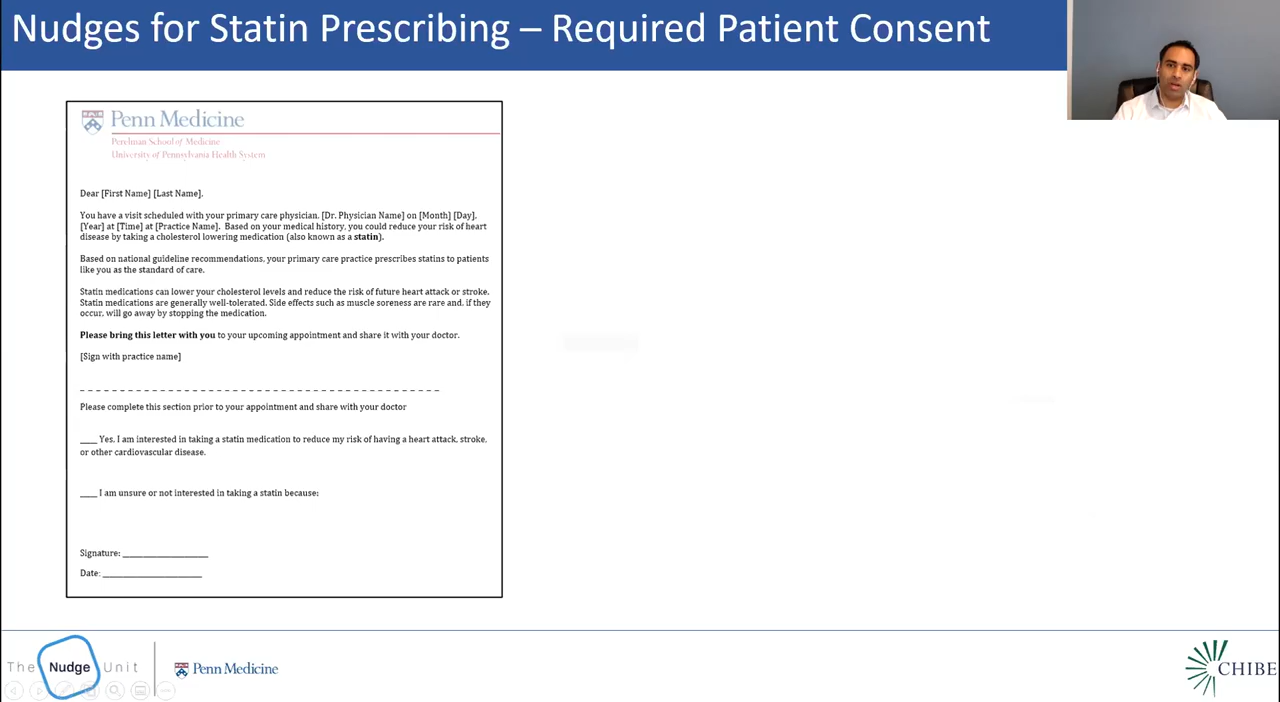 Nudges for Statin Prescribing – Required Patient Consent
Penn Medicine
Perelman School of Medicine
University of Pennsylvania Health System
Dear [First Name] [Last Name],
You have a visit scheduled with your primary care physician, [Dr. Physician Name] on [Month] [Day],
[Year] at [Time] at [Practice Name]. Based on your medical history, you could reduce your risk of heart
disease by taking a cholesterol lowering medication (also known as a statin).
Based on national guideline recommendations, your primary care practice prescribes statins to patients
like you as the standard of care.
Statin medications can lower your cholesterol levels and reduce the risk of future heart attack or stroke.
Statin medications are generally well-tolerated. Side effects such as muscle soreness are rare and, if they
occur, will go away by stopping the medication.
Please bring this letter with you to your upcoming appointment and share it with your doctor.
[Sign with practice name]
Please complete this section prior to your appointment and share with your doctor
____ Yes, I am interested in taking a statin medication to reduce my risk of having a heart attack, stroke,
or other cardiovascular disease.
____ I am unsure or not interested in taking a statin because:
Signature: ____________________
Date: _______________________
The Nudge Unit
Penn Medicine
CHIBE